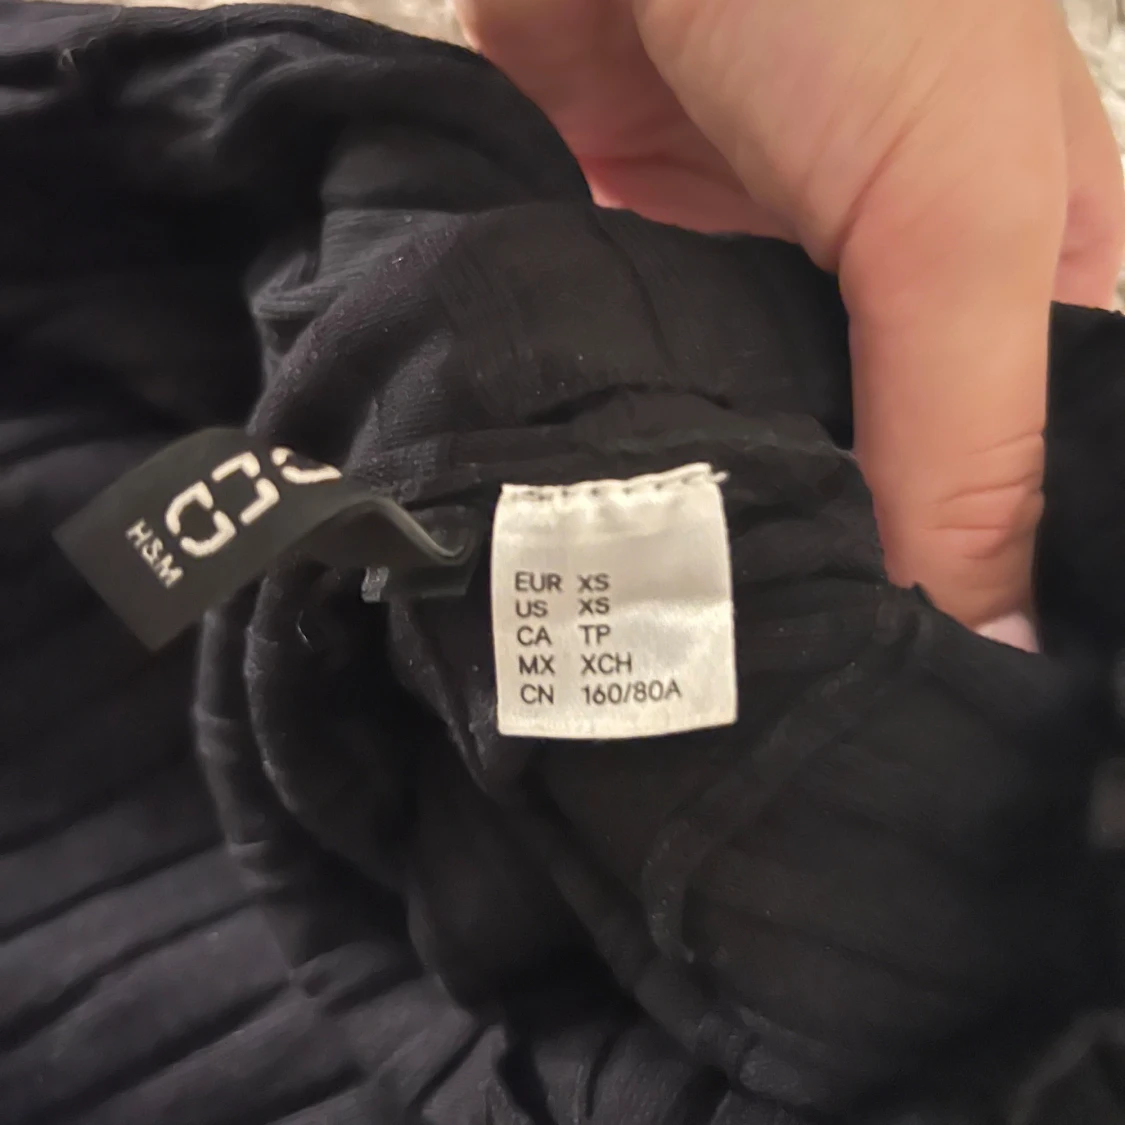 H&M
EUR XS
US XS
CA TP
MX XCH
CN 160/80A